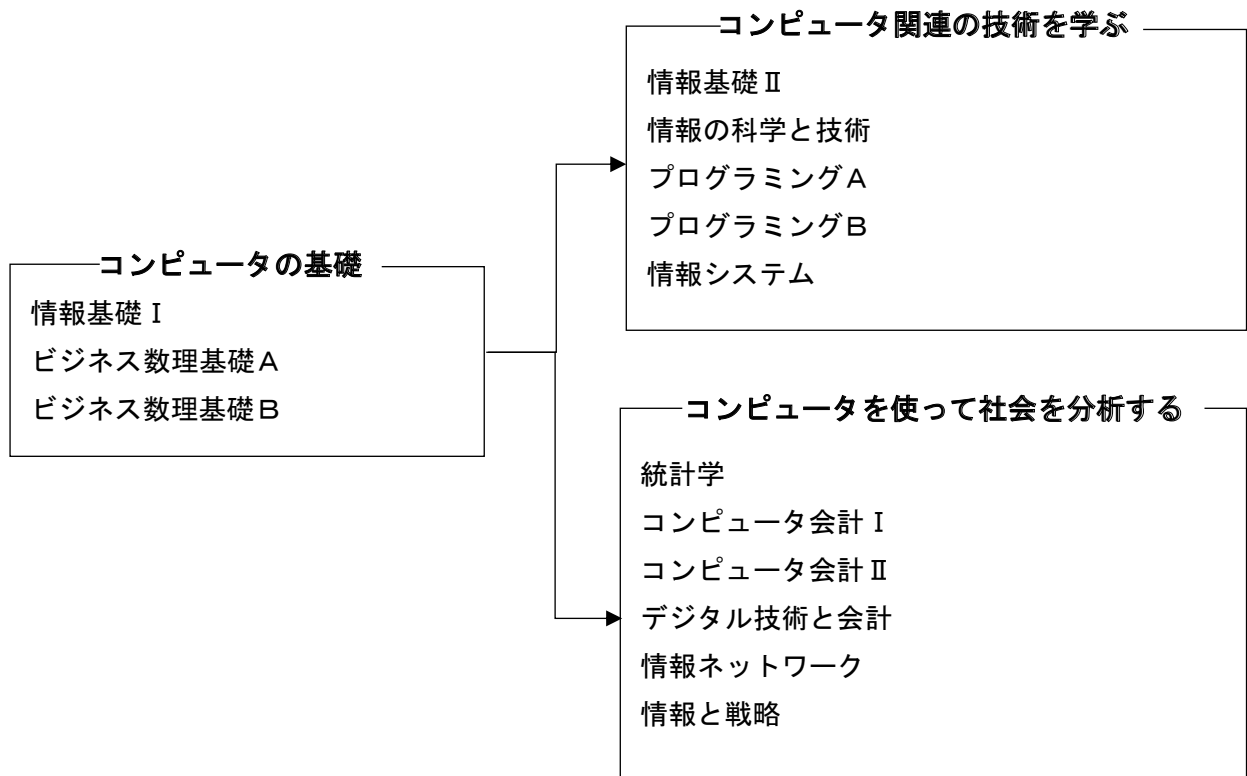 コンピュータ関連の技術を学ぶ
情報基礎Ⅱ
情報の科学と技術
プログラミングA
プログラミングB
情報システム
コンピュータの基礎
情報基礎Ⅰ
ビジネス数理基礎A
ビジネス数理基礎B
コンピュータを使って社会を分析する
統計学
コンピュータ会計Ⅰ
コンピュータ会計Ⅱ
デジタル技術と会計
情報ネットワーク
情報と戦略